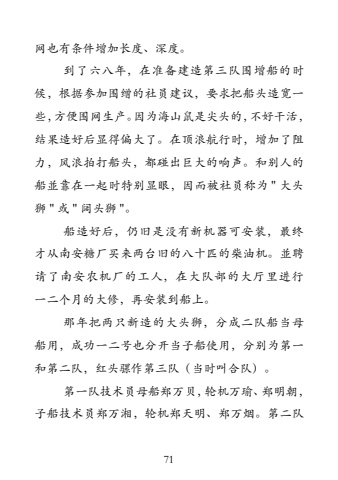 网也有条件增加长度、深度。
到了六八年，在准备建造第三队围增船的时
候，根据参加围缯的社员建议，要求把船头造宽一
些，方便围网生产。因为海山鼠是尖头的，不好干活，
结果造好后显得偏大了。在顶浪航行时，增加了阻
力，风浪拍打船头，都碰出巨大的响声。和别人的
船並靠在一起时特别显眼，因而被社员称为"大头
狮"或"阔头狮"。
船造好后，仍旧是没有新机器可安装，最终
才从南安糖厂买来两台旧的八十匹的柴油机。並聘
请了南安农机厂的工人，在大队部的大厅里进行
一二个月的大修，再安装到船上。
那年把两只新造的大头狮，分成二队船当母
船用，成功一二号也分开当子船使用，分别为第一
和第二队，红头骡作第三队（当时叫合队）。
第一队技术员母船郑万贝，轮机万瑜、郑明朝，
子船技术员郑万湘，轮机郑天明、郑万烟。第二队
71